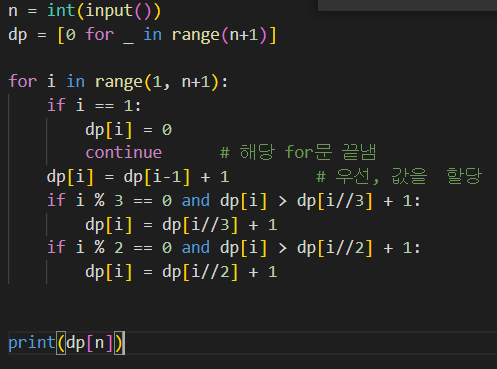 n = int(input())
dp = [0 for _ in range(n+1)]
for i in range(1, n+1):
if i == 1:
dp[i] = 0
continue # 해당 for문 끝냄
dp[i] = dp[i-1] + 1 # 우선, 값을 할당
if i % 3 == 0 and dp[i] > dp[i//3] + 1:
dp[i] = dp[i//3] + 1
if i % 2 == 0 and dp[i] > dp[i//2] + 1:
dp[i] = dp[i//2] + 1
print(dp[n])